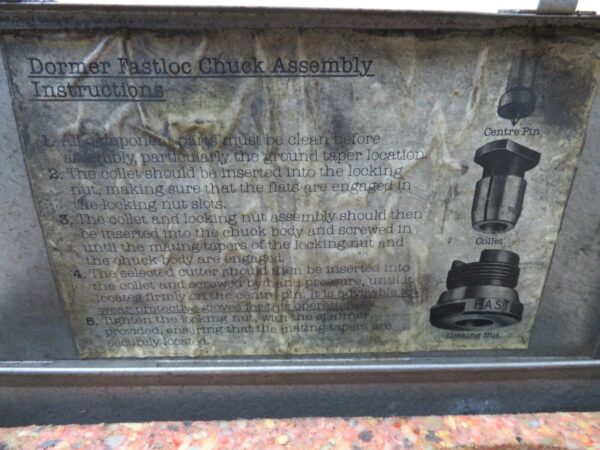 Dormer Fastloc Chuck Assembly
Instructions
1. All component parts must be clean before
assembly, particularly the ground taper location.
2. The collet should be inserted into the locking
nut, making sure that the flats are engaged in
the locking nut slots.
3. The collet and locking nut assembly should then
be inserted into the chuck body and screwed in
until the mating tapers of the locking nut and
the chuck body are engaged.
4. The selected cutter should then be inserted into
the collet and screwed by hand pressure, until it
locates firmly on the centre pin. It is advisable to
wear protective gloves for this operation.
5. Tighten the locking nut, with the spanner
provided, ensuring that the mating tapers are
securely located.
Centre Pin
Collet
FAST
Locking Nut